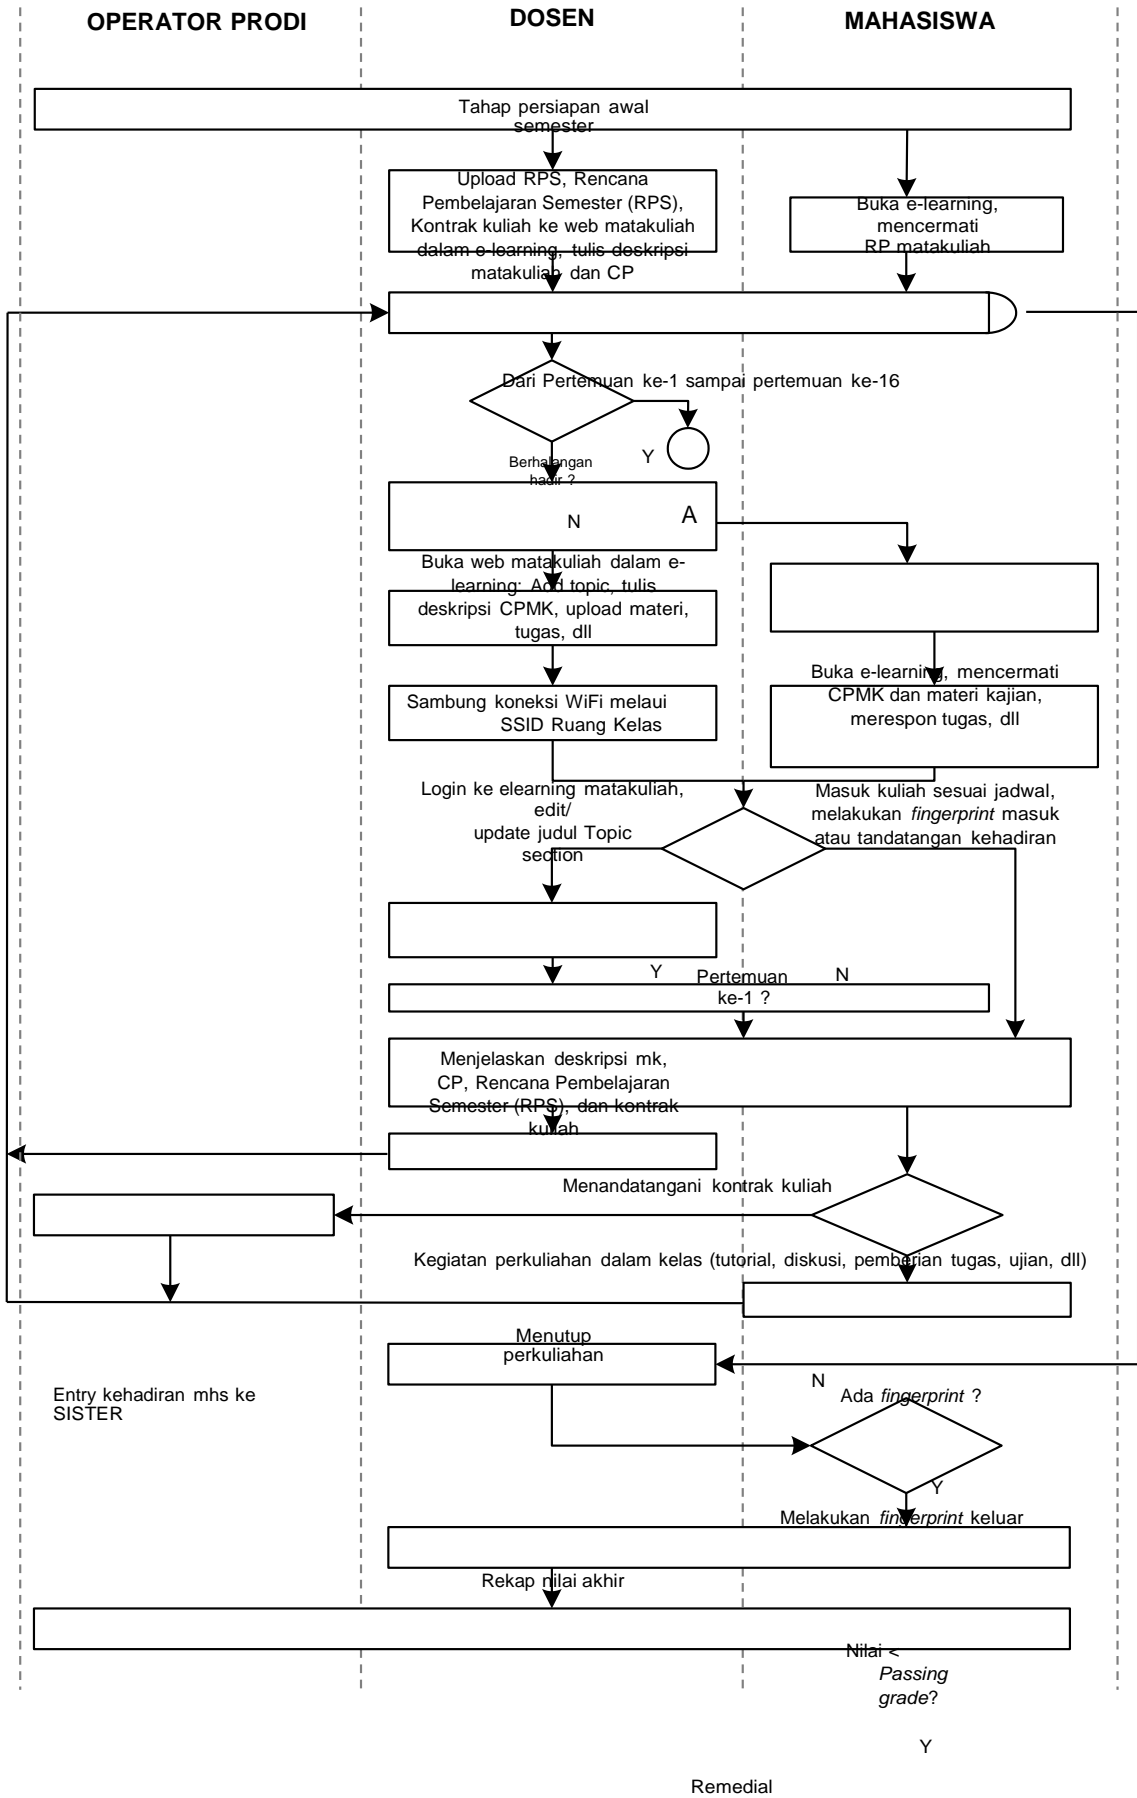 OPERATOR PRODI
DOSEN
MAHASISWA
Tahap persiapan awal
semester
Upload RPS, Rencana
Pembelajaran Semester (RPS),
Kontrak kuliah ke web matakuliah
dalam e-learning, tulis deskripsi
matakuliah dan CP
Buka e-learning,
mencermati
RP matakuliah
Dari Pertemuan ke-1 sampai pertemuan ke-16
Berhalangan
hadir ?
Y
N
A
Buka web matakuliah dalam e-
learning: Add topic, tulis
deskripsi CPMK, upload materi,
tugas, dll
Buka e-learning, mencermati
CPMK dan materi kajian,
merespon tugas, dll
Sambung koneksi WiFi melaui
SSID Ruang Kelas
Login ke elearning matakuliah,
edit/
update judul Topic
section
Masuk kuliah sesuai jadwal,
melakukan fingerprint masuk
atau tandatangan kehadiran
Y
Pertemuan
ke-1 ?
N
Menjelaskan deskripsi mk,
CP, Rencana Pembelajaran
Semester (RPS), dan kontrak
kuliah
Menandatangani kontrak kuliah
Kegiatan perkuliahan dalam kelas (tutorial, diskusi, pemberian tugas, ujian, dll)
Menutup
perkuliahan
Entry kehadiran mhs ke
SISTER
N
Ada fingerprint ?
Y
Melakukan fingerprint keluar
Rekap nilai akhir
Nilai <
Passing
grade?
Y
Remedial